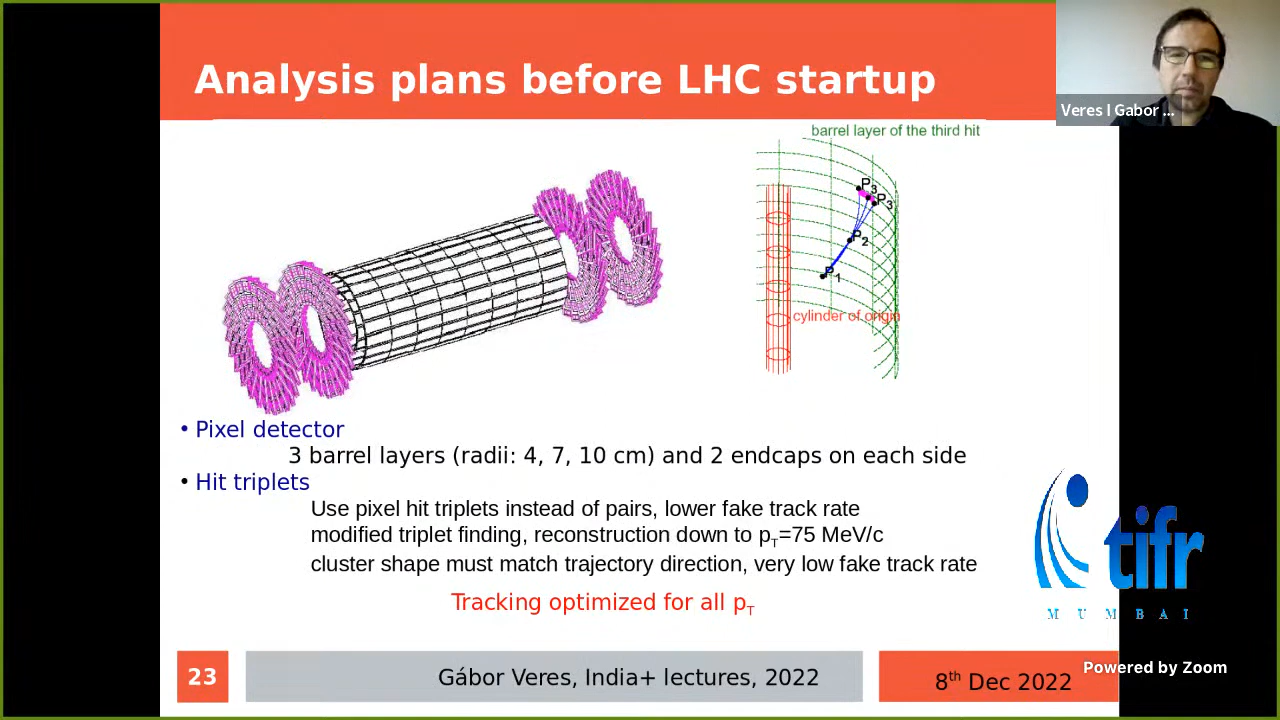 Analysis plans before LHC startup
Veres I Gabor ...
barrel layer of the third hit
P3
P3
P2
P1
cylinder of origin
• Pixel detector
3 barrel layers (radii: 4, 7, 10 cm) and 2 endcaps on each side
• Hit triplets
Use pixel hit triplets instead of pairs, lower fake track rate
modified triplet finding, reconstruction down to pT=75 MeV/c
cluster shape must match trajectory direction, very low fake track rate
Tracking optimized for all pT
tifr
MUMBAI
23
Gábor Veres, India+ lectures, 2022
8th Dec 2022
Powered by Zoom